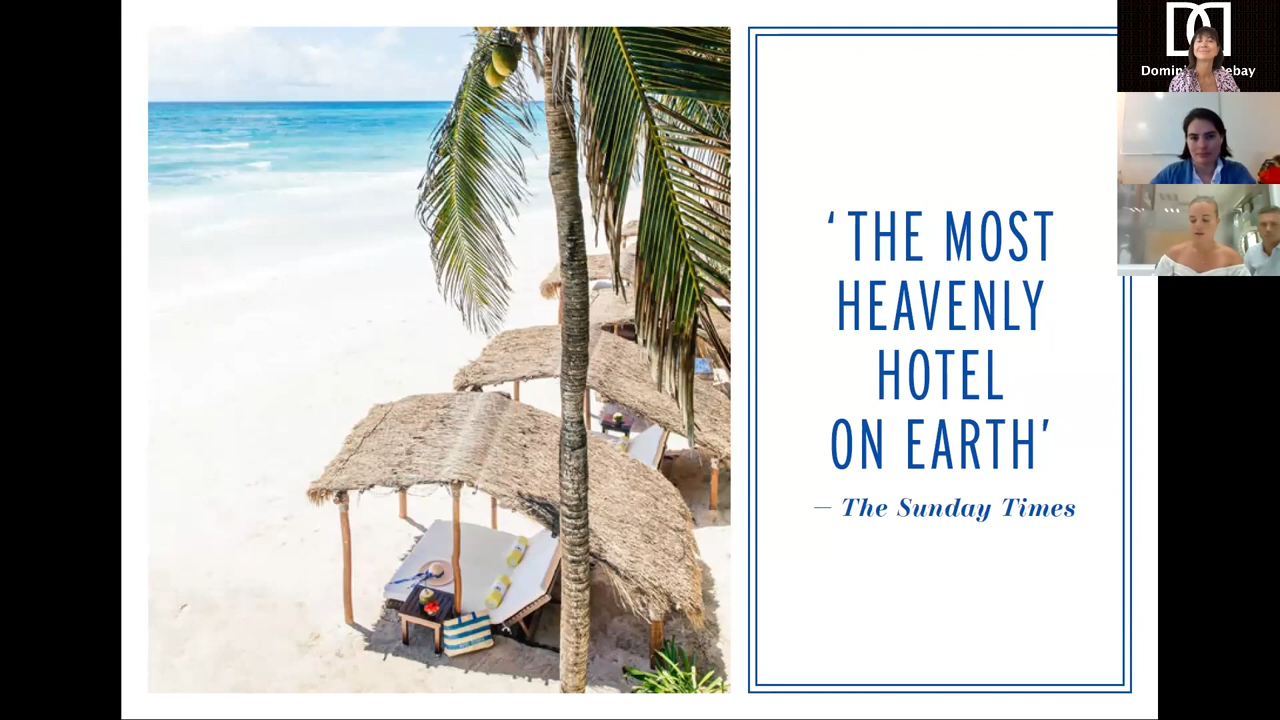 ‘ THE MOST
HEAVENLY
HOTEL
ON EARTH’
— The Sunday Times